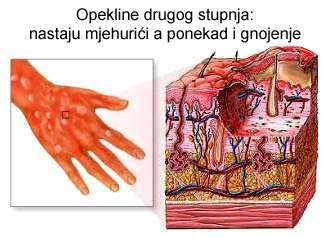 Opekline drugog stupnja:
nastaju mjehurići a ponekad i gnojenje